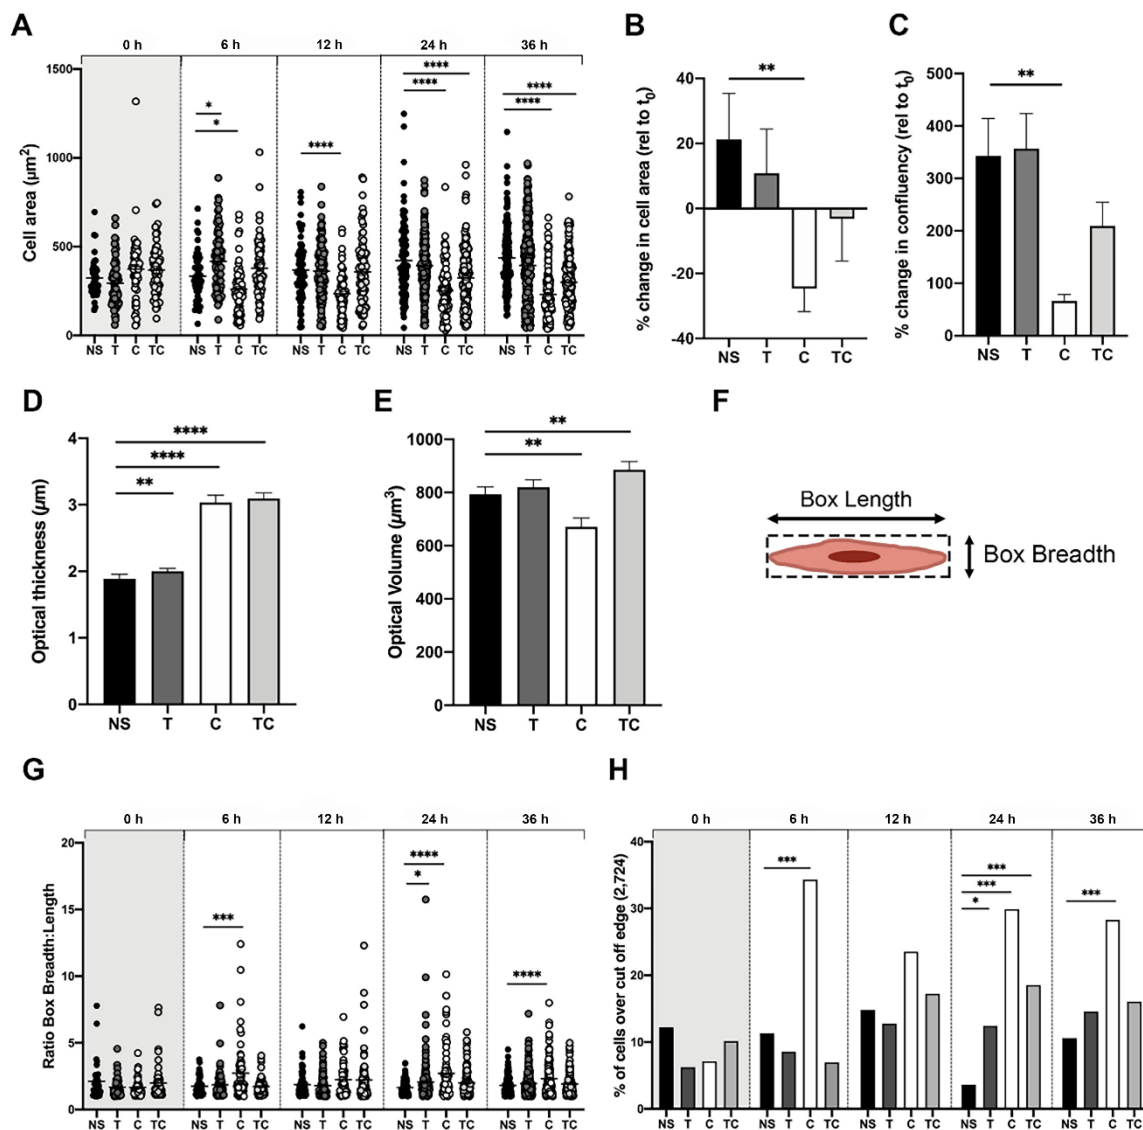 A
0 h
6 h
12 h
24 h
36 h
Cell area (µm²)
1500
1000
500
0
*
*
****
****
****
****
****
NS T C TC
NS T C TC
NS T C TC
NS T C TC
NS T C TC
B
% change in cell area (rel to t₀)
40
20
0
-20
-40
**
NS T C TC
C
% change in confluency (rel to t₀)
500
400
300
200
100
0
**
NS T C TC
D
Optical thickness (µm)
4
3
2
1
0
****
****
**
NS T C TC
E
Optical Volume (µm³)
1000
800
600
400
200
0
**
**
NS T C TC
F
Box Length
Box Breadth
G
0 h
6 h
12 h
24 h
36 h
Ratio Box Breadth:Length
20
15
10
5
0
***
****
*
****
NS T C TC
NS T C TC
NS T C TC
NS T C TC
NS T C TC
H
0 h
6 h
12 h
24 h
36 h
% of cells over cut off edge (2,724)
40
30
20
10
0
***
***
***
*
***
NS T C TC
NS T C TC
NS T C TC
NS T C TC
NS T C TC